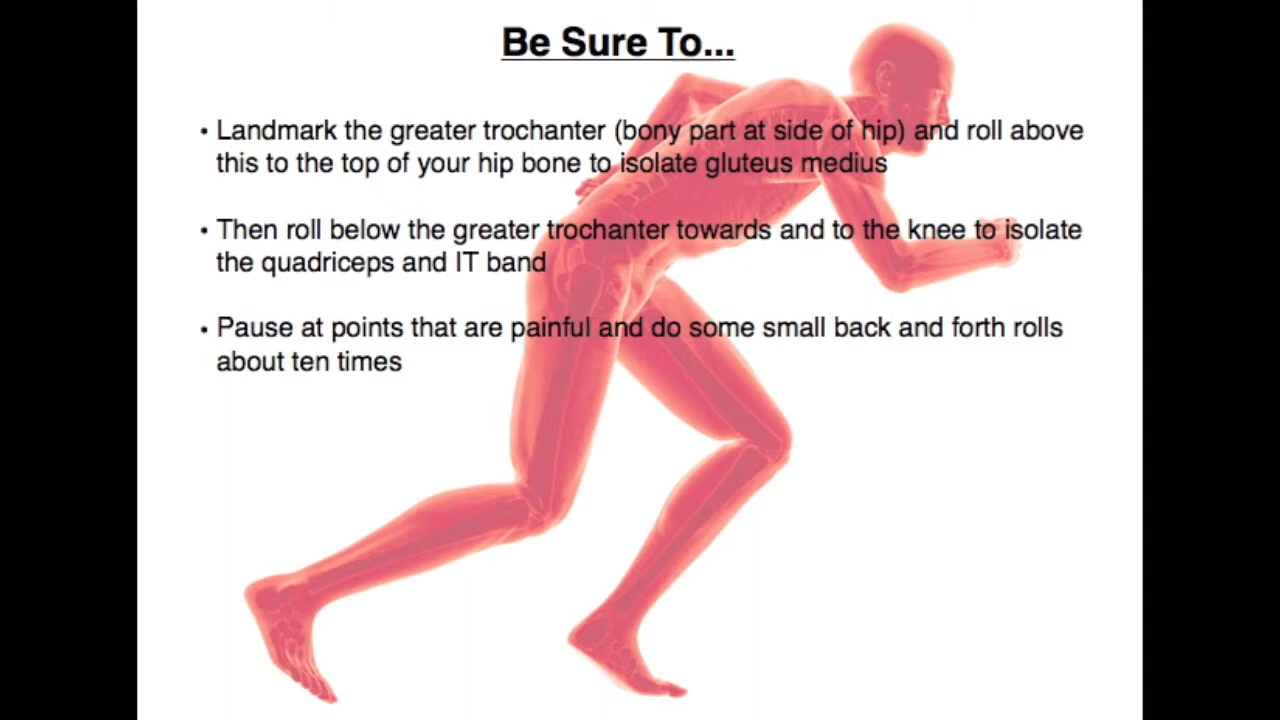 Be Sure To...
• Landmark the greater trochanter (bony part at side of hip) and roll above
this to the top of your hip bone to isolate gluteus medius
• Then roll below the greater trochanter towards and to the knee to isolate
the quadriceps and IT band
• Pause at points that are painful and do some small back and forth rolls
about ten times